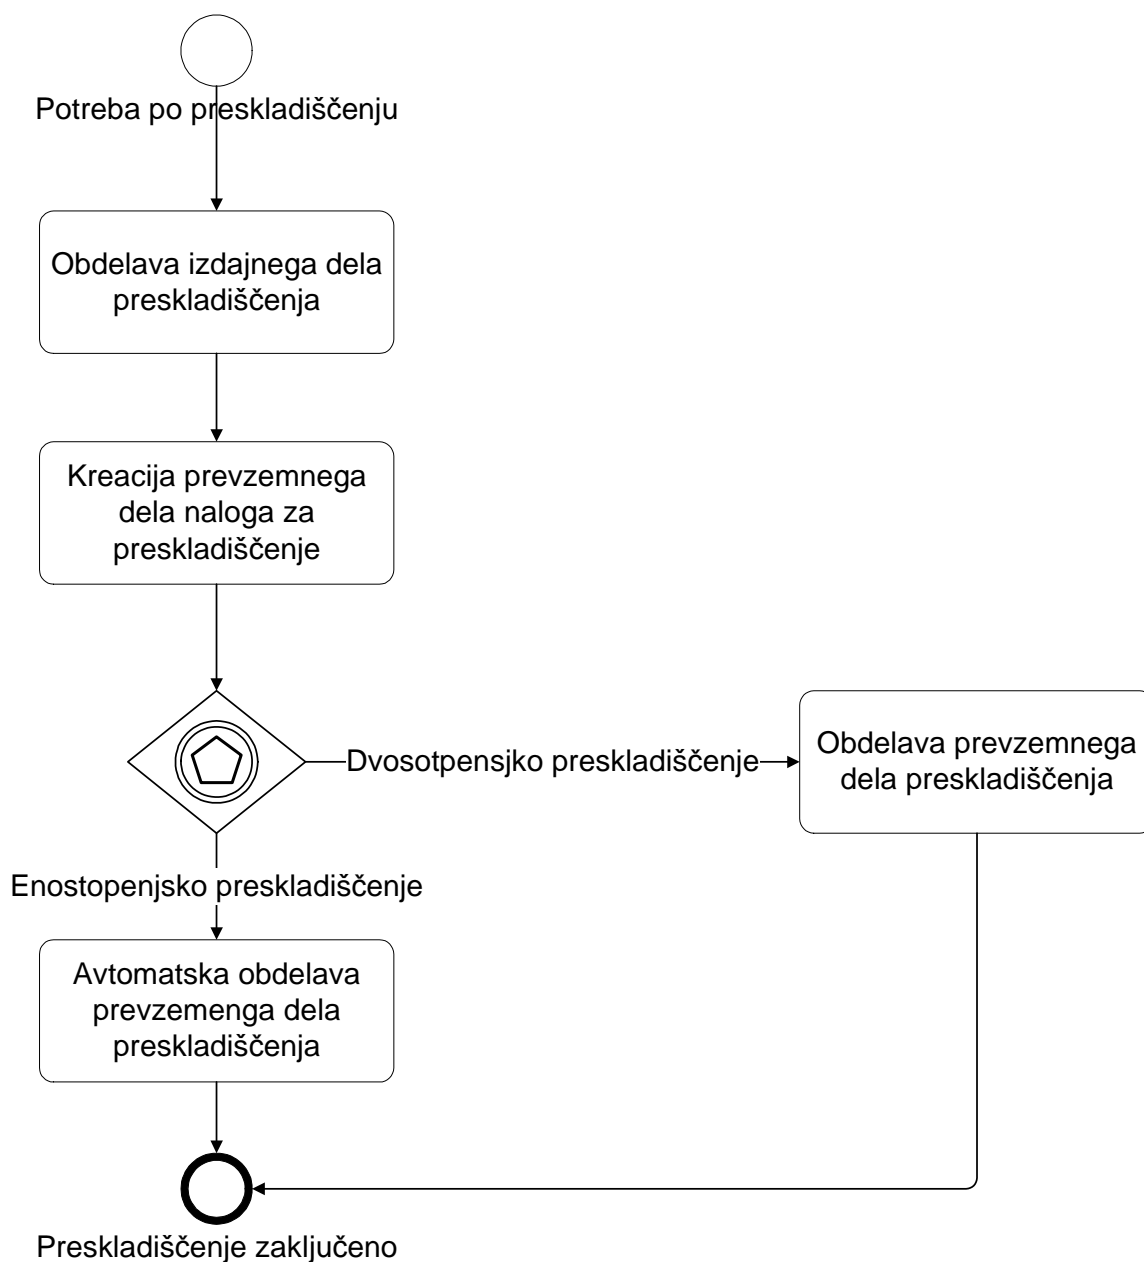 Potreba po preskladiščenju
Obdelava izdajnega dela
preskladiščenja
Kreacija prevzemnega
dela naloga za
preskladiščenje
Dvosotpensjko preskladiščenje
Obdelava prevzemnega
dela preskladiščenja
Enostopenjsko preskladiščenje
Avtomatska obdelava
prevzemenga dela
preskladiščenja
Preskladiščenje zaključeno